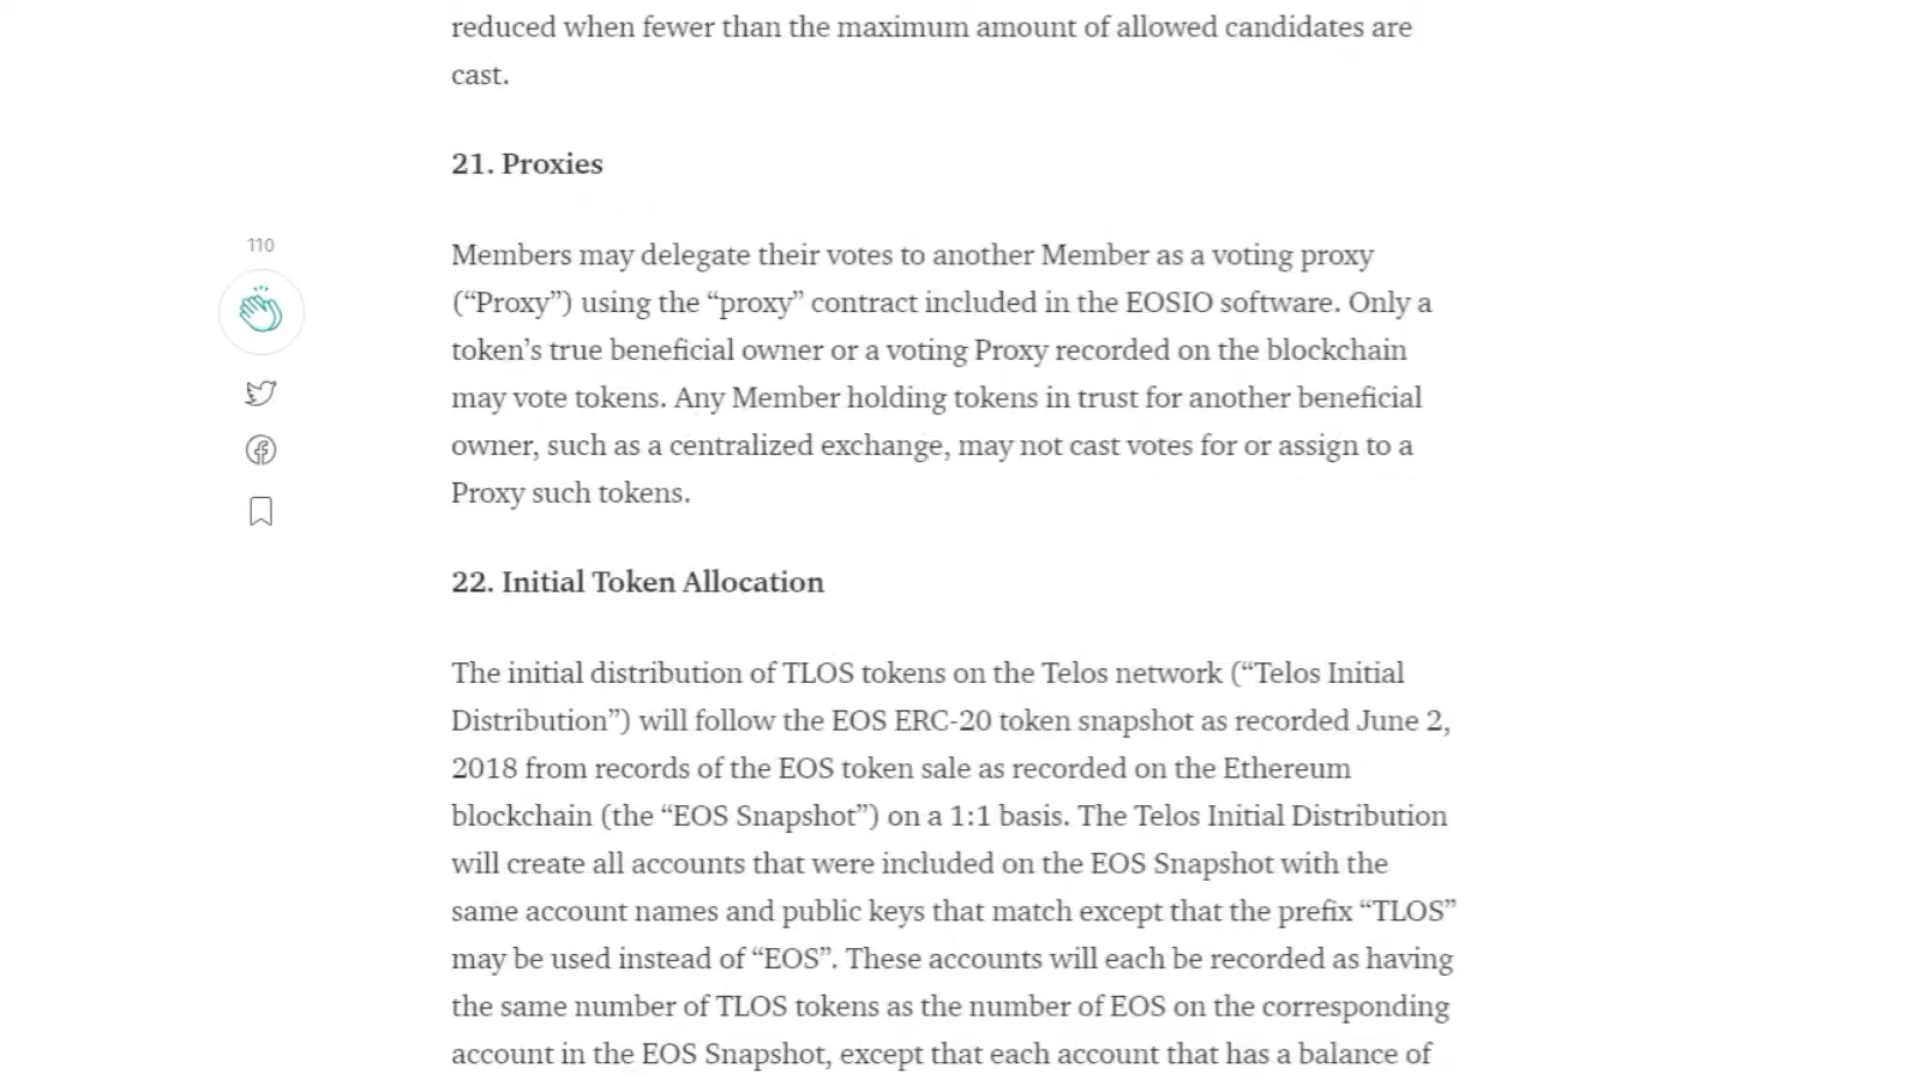 reduced when fewer than the maximum amount of allowed candidates are
cast.
21. Proxies
110
Members may delegate their votes to another Member as a voting proxy
(“Proxy”) using the “proxy” contract included in the EOSIO software. Only a
token’s true beneficial owner or a voting Proxy recorded on the blockchain
may vote tokens. Any Member holding tokens in trust for another beneficial
owner, such as a centralized exchange, may not cast votes for or assign to a
Proxy such tokens.
22. Initial Token Allocation
The initial distribution of TLOS tokens on the Telos network (“Telos Initial
Distribution”) will follow the EOS ERC-20 token snapshot as recorded June 2,
2018 from records of the EOS token sale as recorded on the Ethereum
blockchain (the “EOS Snapshot”) on a 1:1 basis. The Telos Initial Distribution
will create all accounts that were included on the EOS Snapshot with the
same account names and public keys that match except that the prefix “TLOS”
may be used instead of “EOS”. These accounts will each be recorded as having
the same number of TLOS tokens as the number of EOS on the corresponding
account in the EOS Snapshot, except that each account that has a balance of